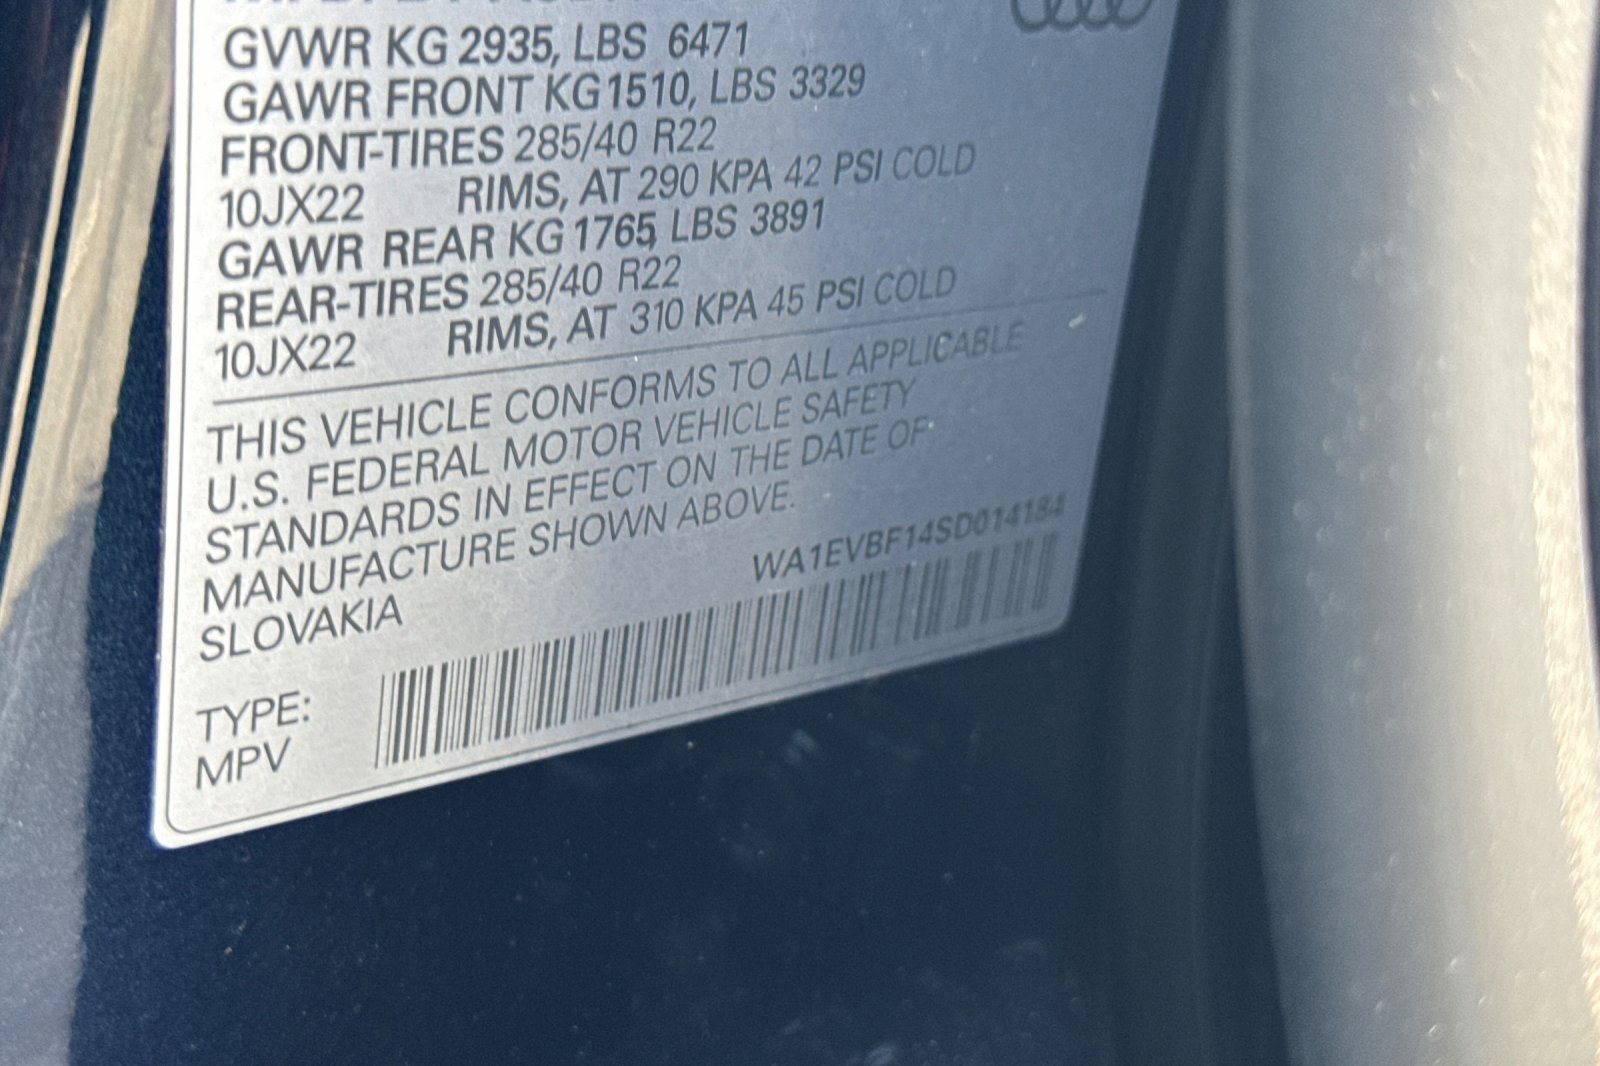 GVWR KG 2935, LBS 6471
GAWR FRONT KG1510, LBS 3329
FRONT-TIRES 285/40 R22
10JX22 RIMS, AT 290 KPA 42 PSI COLD
GAWR REAR KG 1765, LBS 3891
REAR-TIRES 285/40 R22
10JX22 RIMS, AT 310 KPA 45 PSI COLD
THIS VEHICLE CONFORMS TO ALL APPLICABLE
U.S. FEDERAL MOTOR VEHICLE SAFETY
STANDARDS IN EFFECT ON THE DATE OF
MANUFACTURE SHOWN ABOVE.
SLOVAKIA
WA1EVBF14SD014184
TYPE:
MPV